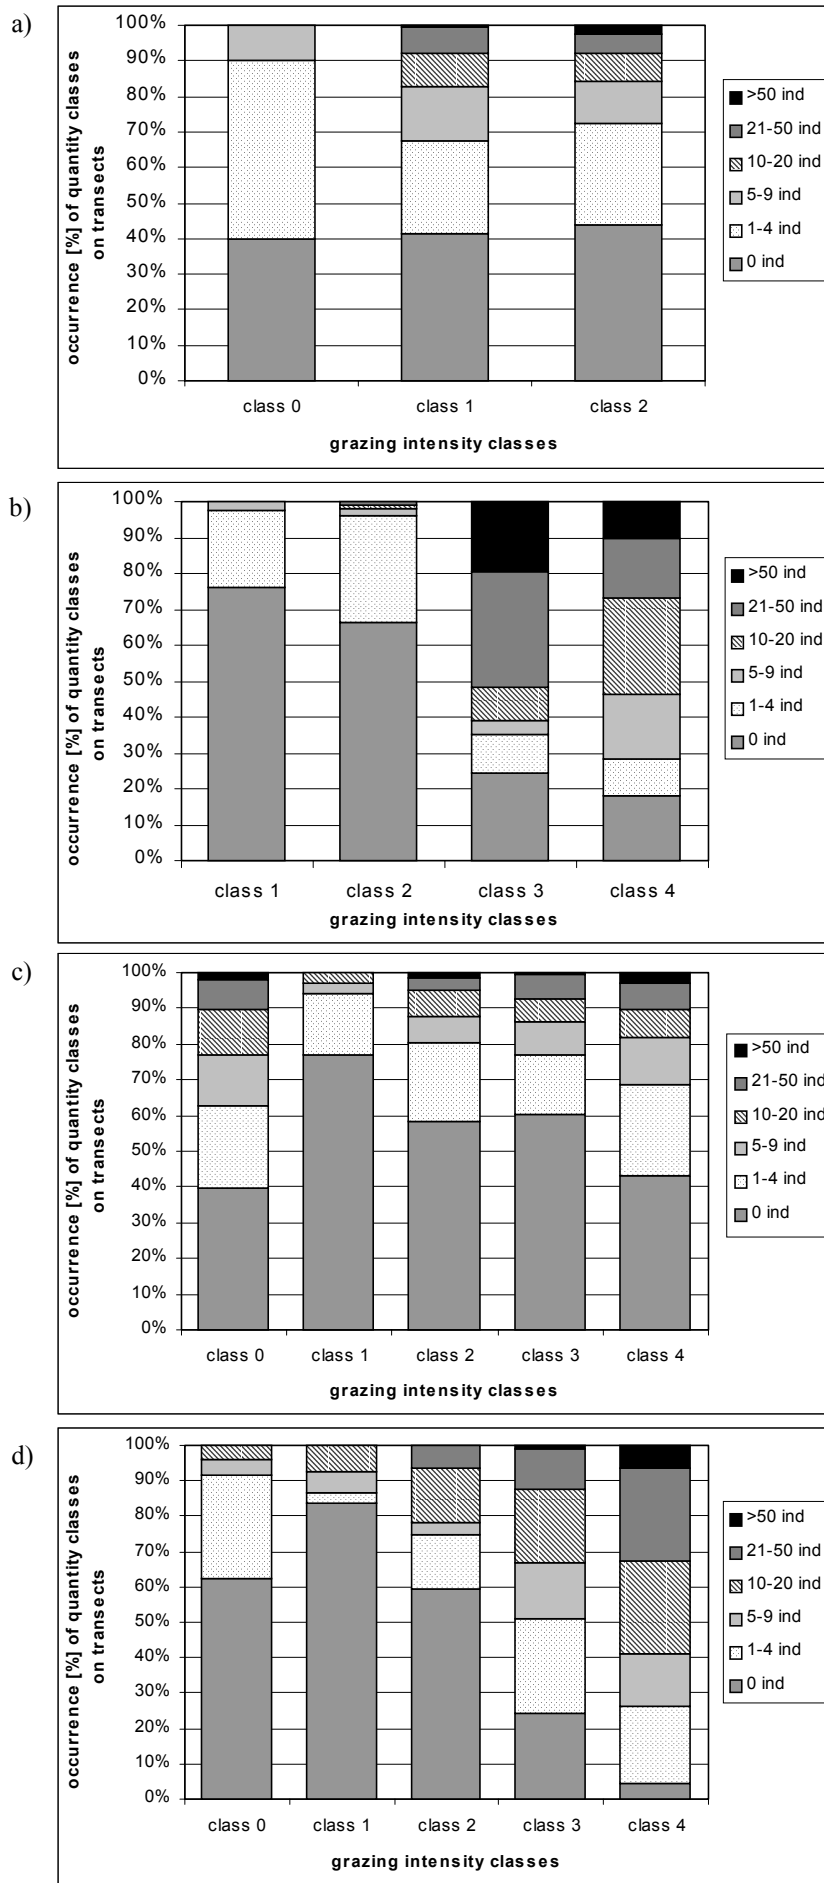 a)
100%
90%
80%
70%
60%
50%
40%
30%
20%
10%
0%
occurrence [%] of quantity classes
on transects
class 0 class 1 class 2
grazing intensity classes
>50 ind
21-50 ind
10-20 ind
5-9 ind
1-4 ind
0 ind
b)
100%
90%
80%
70%
60%
50%
40%
30%
20%
10%
0%
occurrence [%] of quantity classes
on transects
class 1 class 2 class 3 class 4
grazing intensity classes
>50 ind
21-50 ind
10-20 ind
5-9 ind
1-4 ind
0 ind
c)
100%
90%
80%
70%
60%
50%
40%
30%
20%
10%
0%
occurrence [%] of quantity classes
on transects
class 0 class 1 class 2 class 3 class 4
grazing intensity classes
>50 ind
21-50 ind
10-20 ind
5-9 ind
1-4 ind
0 ind
d)
100%
90%
80%
70%
60%
50%
40%
30%
20%
10%
0%
occurrence [%] of quantity classes
on transects
class 0 class 1 class 2 class 3 class 4
grazing intensity classes
>50 ind
21-50 ind
10-20 ind
5-9 ind
1-4 ind
0 ind